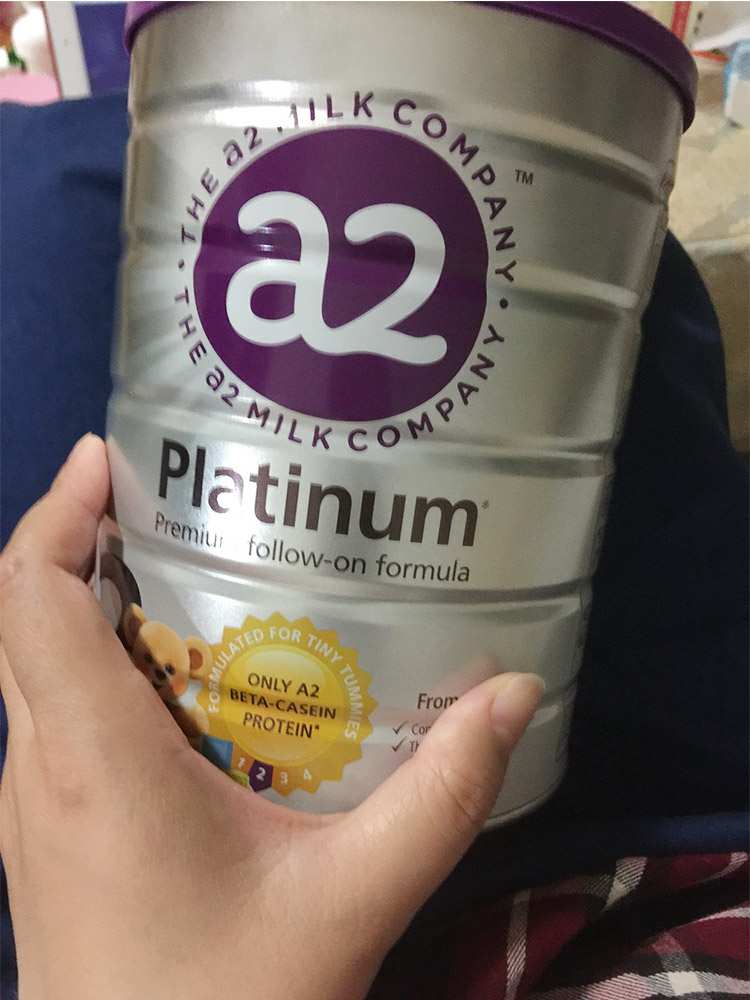 THE a2 MILK COMPANY
™
a2
THE a2 MILK COMPANY
Platinum®
Premium follow-on formula
FORMULATED FOR TINY TUMMIES
ONLY A2
BETA-CASEIN
PROTEIN*
From
1 2 3 4